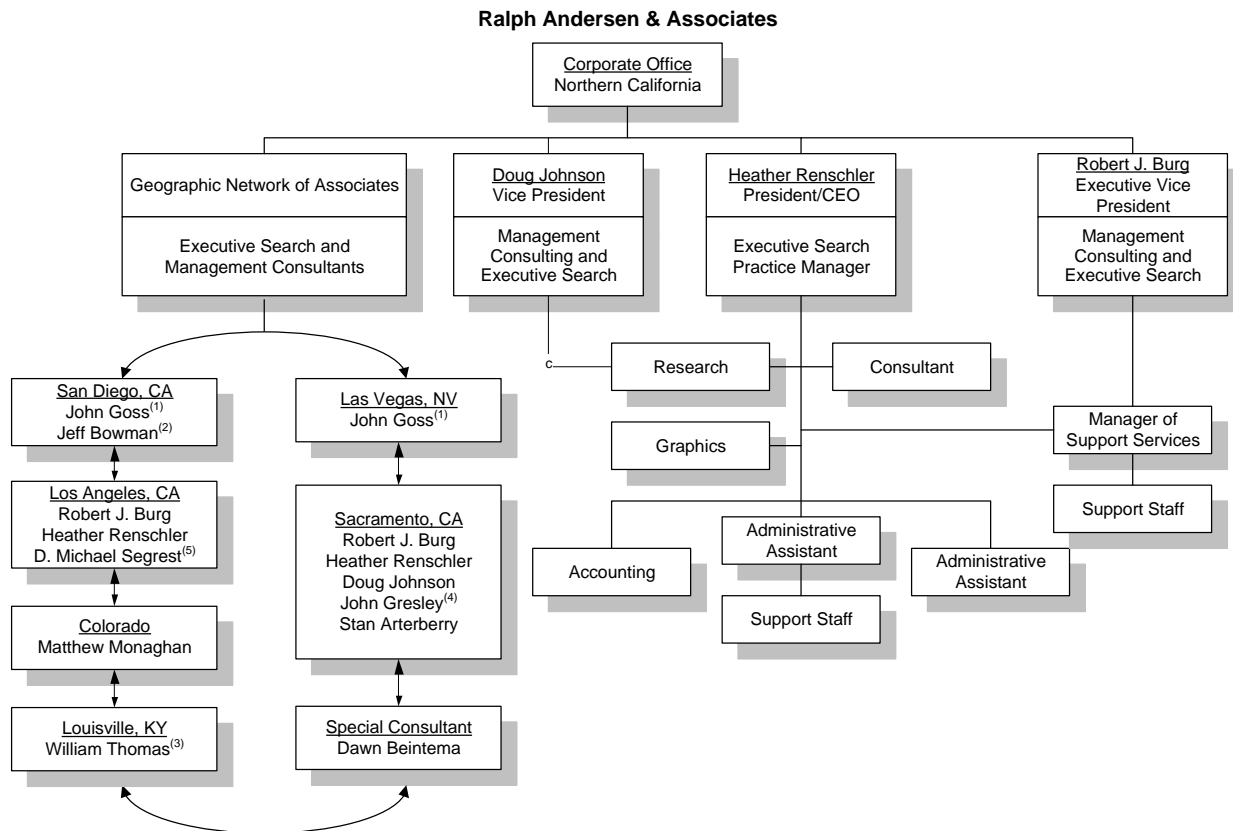 Ralph Andersen & Associates
Corporate Office
Northern California
Geographic Network of Associates
Executive Search and
Management Consultants
Doug Johnson
Vice President
Management
Consulting and
Executive Search
Heather Renschler
President/CEO
Executive Search
Practice Manager
Robert J. Burg
Executive Vice
President
Management
Consulting and
Executive Search
c
Research
Consultant
Graphics
Manager of
Support Services
Support Staff
Accounting
Administrative
Assistant
Support Staff
Administrative
Assistant
San Diego, CA
John Goss(1)
Jeff Bowman(2)
Los Angeles, CA
Robert J. Burg
Heather Renschler
D. Michael Segrest(5)
Colorado
Matthew Monaghan
Louisville, KY
William Thomas(3)
Las Vegas, NV
John Goss(1)
Sacramento, CA
Robert J. Burg
Heather Renschler
Doug Johnson
John Gresley(4)
Stan Arterberry
Special Consultant
Dawn Beintema